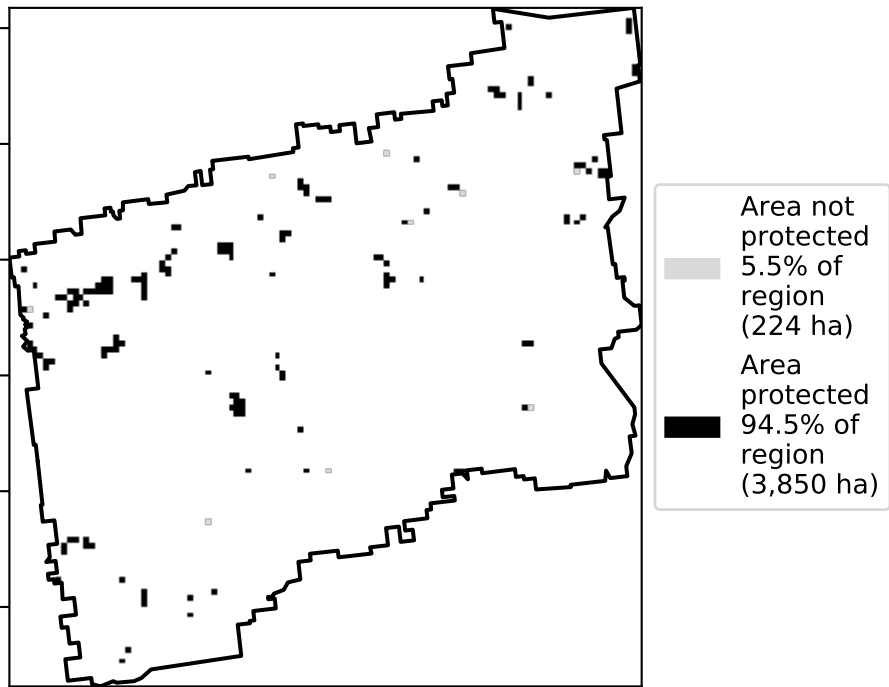 Area not
protected
5.5% of
region
(224 ha)
Area
protected
94.5% of
region
(3,850 ha)